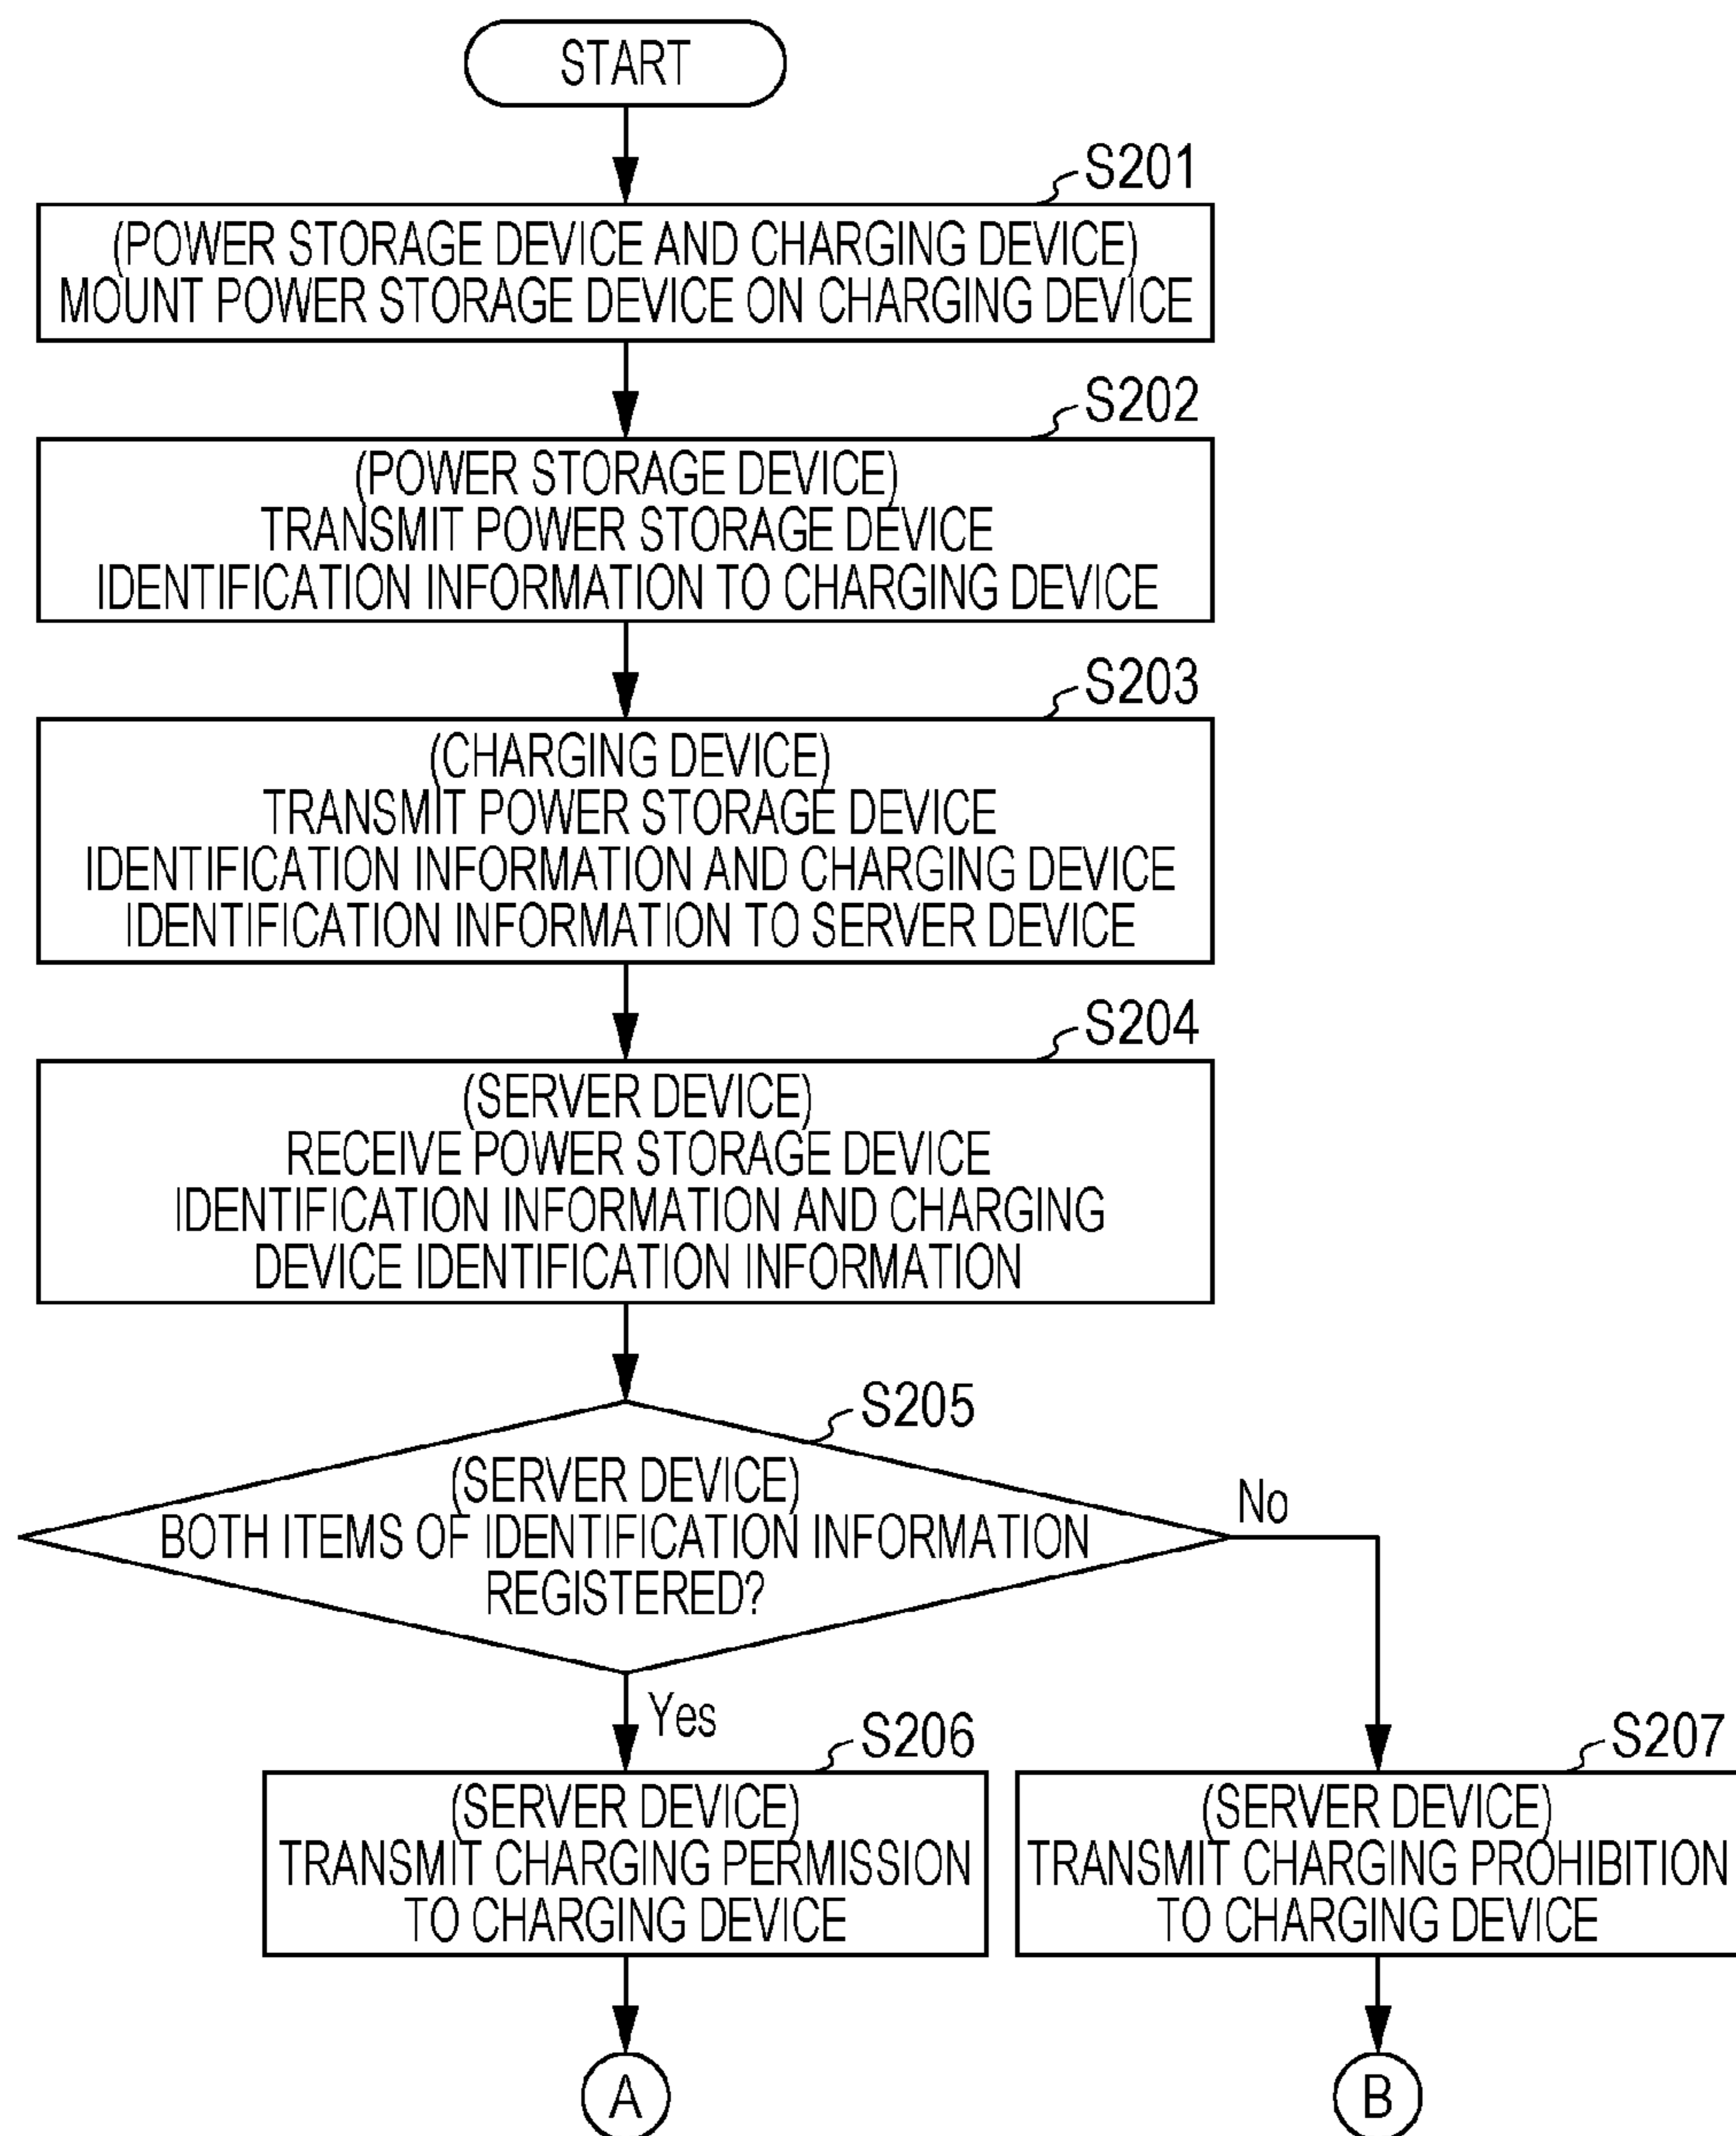 START
S201
(POWER STORAGE DEVICE AND CHARGING DEVICE)
MOUNT POWER STORAGE DEVICE ON CHARGING DEVICE
S202
(POWER STORAGE DEVICE)
TRANSMIT POWER STORAGE DEVICE
IDENTIFICATION INFORMATION TO CHARGING DEVICE
S203
(CHARGING DEVICE)
TRANSMIT POWER STORAGE DEVICE
IDENTIFICATION INFORMATION AND CHARGING DEVICE
IDENTIFICATION INFORMATION TO SERVER DEVICE
S204
(SERVER DEVICE)
RECEIVE POWER STORAGE DEVICE
IDENTIFICATION INFORMATION AND CHARGING
DEVICE IDENTIFICATION INFORMATION
S205
(SERVER DEVICE)
BOTH ITEMS OF IDENTIFICATION INFORMATION
REGISTERED?
No
Yes
S206
(SERVER DEVICE)
TRANSMIT CHARGING PERMISSION
TO CHARGING DEVICE
S207
(SERVER DEVICE)
TRANSMIT CHARGING PROHIBITION
TO CHARGING DEVICE
A
B